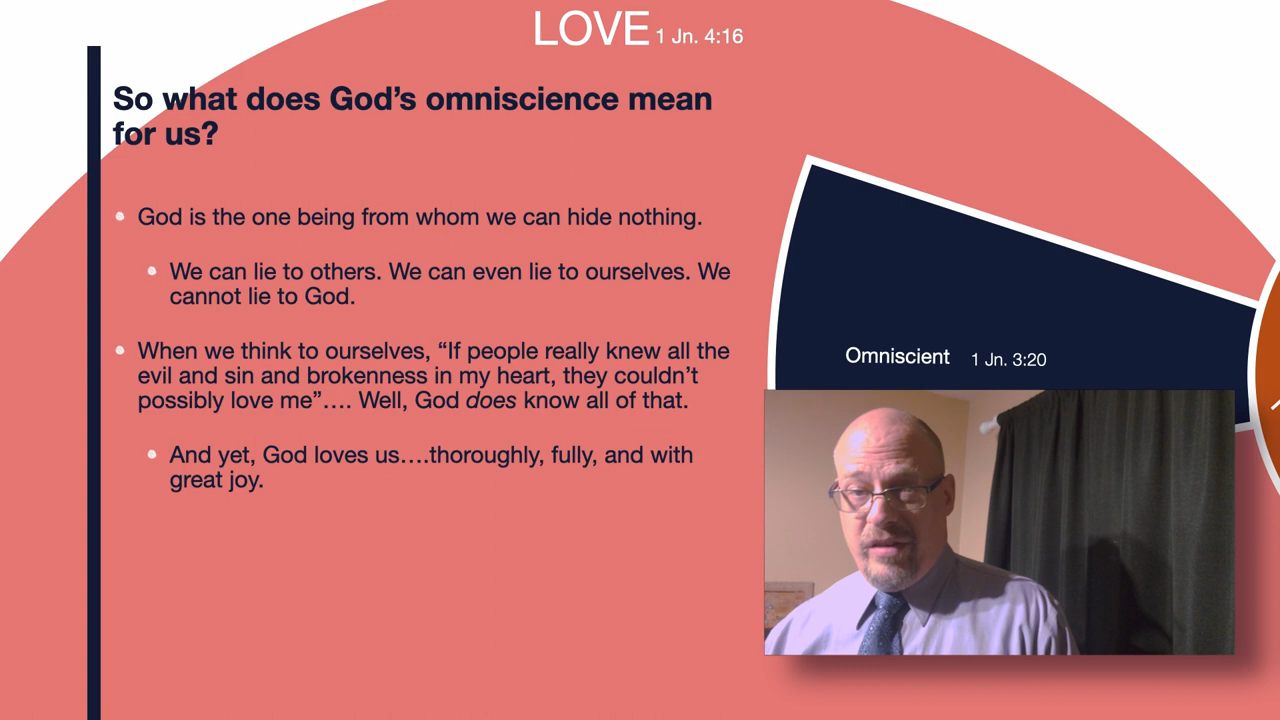 LOVE 1 Jn. 4:16
So what does God’s omniscience mean
for us?
• God is the one being from whom we can hide nothing.
• We can lie to others. We can even lie to ourselves. We
cannot lie to God.
• When we think to ourselves, “If people really knew all the
evil and sin and brokenness in my heart, they couldn’t
possibly love me”…. Well, God does know all of that.
• And yet, God loves us….thoroughly, fully, and with
great joy.
Omniscient 1 Jn. 3:20